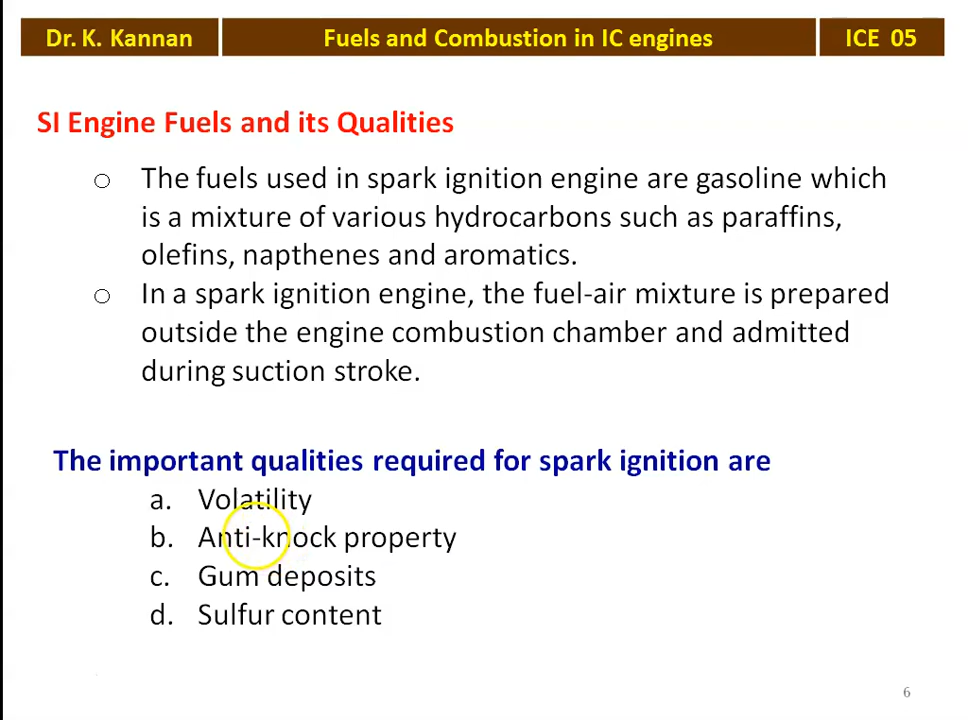 Dr. K. Kannan
Fuels and Combustion in IC engines
ICE 05
SI Engine Fuels and its Qualities
o The fuels used in spark ignition engine are gasoline which
is a mixture of various hydrocarbons such as paraffins,
olefins, napthenes and aromatics.
o In a spark ignition engine, the fuel-air mixture is prepared
outside the engine combustion chamber and admitted
during suction stroke.
The important qualities required for spark ignition are
a. Volatility
b. Anti-knock property
c. Gum deposits
d. Sulfur content
6